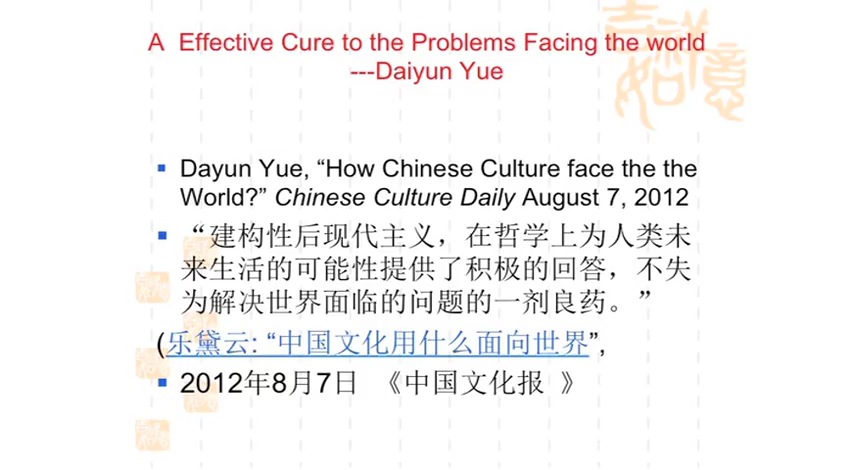 A Effective Cure to the Problems Facing the world
---Daiyun Yue
Dayun Yue, “How Chinese Culture face the the
World?” Chinese Culture Daily August 7, 2012
“建构性后现代主义，在哲学上为人类未
来生活的可能性提供了积极的回答，不失
为解决世界面临的问题的一剂良药。”
(乐黛云: “中国文化用什么面向世界”,
2012年8月7日 《中国文化报 》